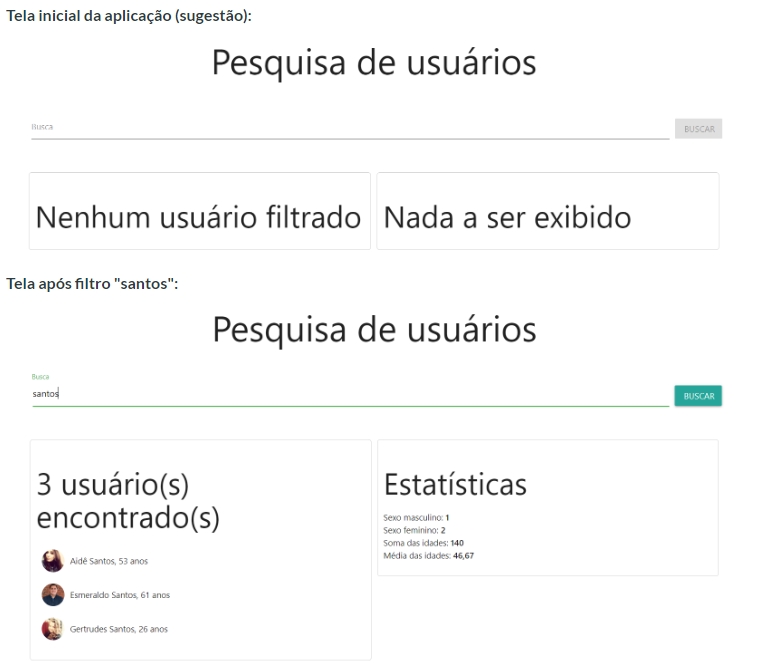 Tela inicial da aplicação (sugestão):
Pesquisa de usuários
Busca
BUSCAR
Nenhum usuário filtrado
Nada a ser exibido
Tela após filtro "santos":
Pesquisa de usuários
Busca
santos
BUSCAR
3 usuário(s)
encontrado(s)
Aidê Santos, 53 anos
Esmeraldo Santos, 61 anos
Gertrudes Santos, 26 anos
Estatísticas
Sexo masculino: 1
Sexo feminino: 2
Soma das idades: 140
Média das idades: 46,67